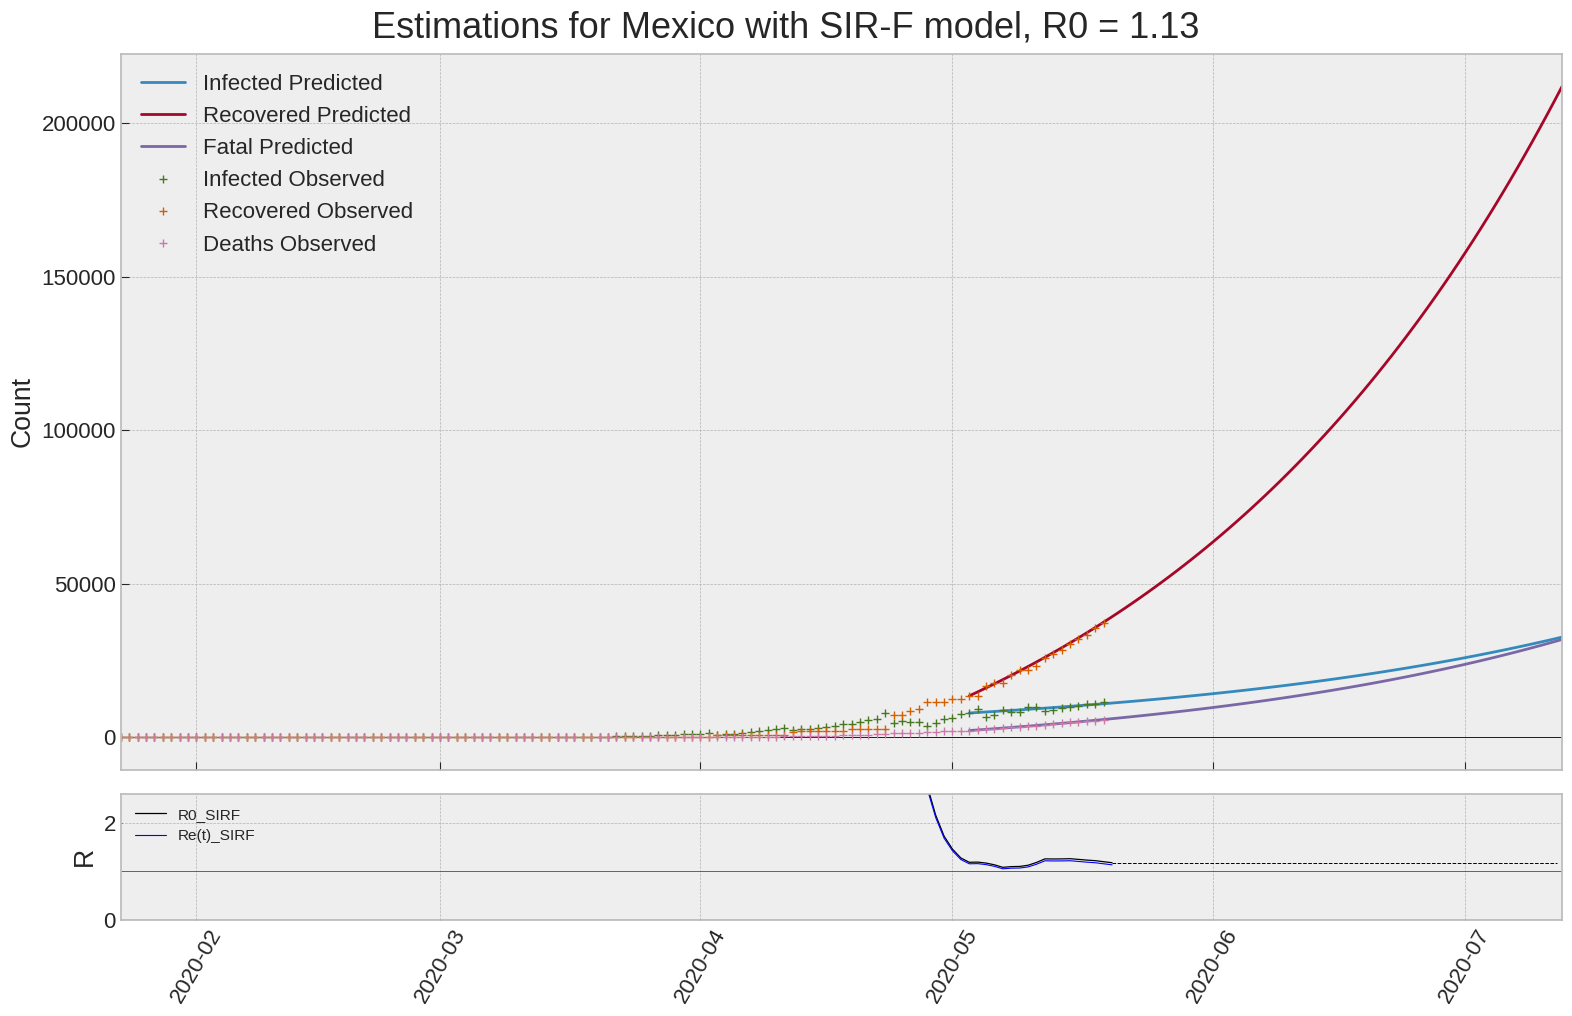 Estimations for Mexico with SIR-F model, R0 = 1.13
Infected Predicted
Recovered Predicted
Fatal Predicted
Infected Observed
Recovered Observed
Deaths Observed
200000
150000
100000
50000
0
Count
R0_SIRF
Re(t)_SIRF
2
0
R
2020-02
2020-03
2020-04
2020-05
2020-06
2020-07